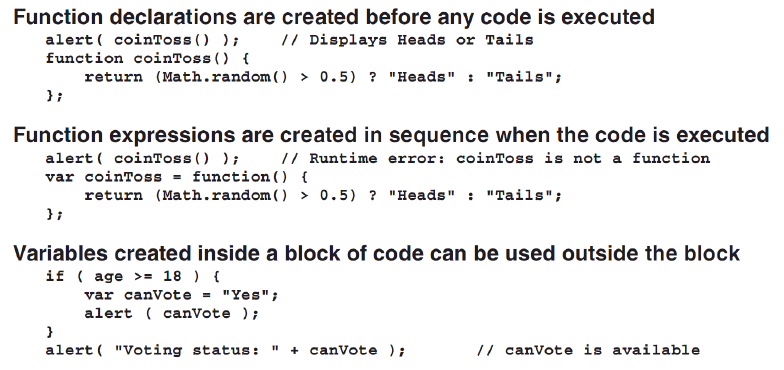 Function declarations are created before any code is executed
alert( coinToss() );    // Displays Heads or Tails
function coinToss() {
    return (Math.random() > 0.5) ? "Heads" : "Tails";
};
Function expressions are created in sequence when the code is executed
alert( coinToss() );    // Runtime error: coinToss is not a function
var coinToss = function() {
    return (Math.random() > 0.5) ? "Heads" : "Tails";
};
Variables created inside a block of code can be used outside the block
if ( age >= 18 ) {
    var canVote = "Yes";
    alert ( canVote );
}
alert( "Voting status: " + canVote );       // canVote is available